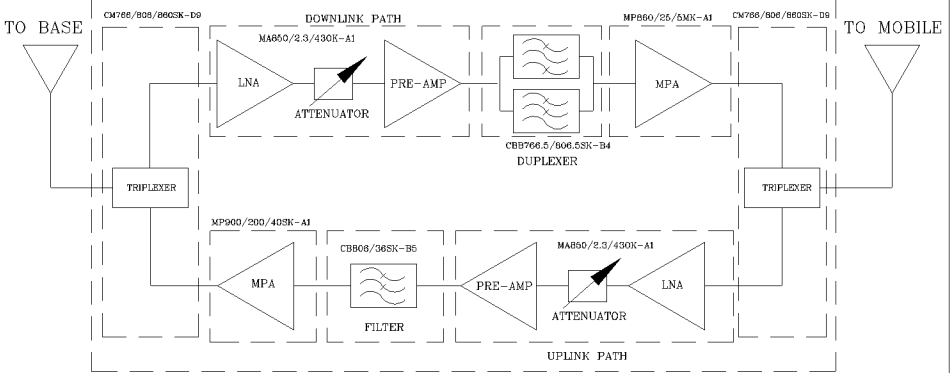 CM766/806/860SK-D9
DOWNLINK PATH
MP860/25/5MK-A1
CM766/806/860SK-D9
TO BASE
TO MOBILE
MA850/2.3/430K-A1
LNA
ATTENUATOR
PRE-AMP
MPA
CBB766.5/806.5SK-B4
DUPLEXER
TRIPLEXER
TRIPLEXER
MP900/200/40SK-A1
CB806/36SK-B5
MA850/2.3/430K-A1
MPA
FILTER
PRE-AMP
ATTENUATOR
LNA
UPLINK PATH